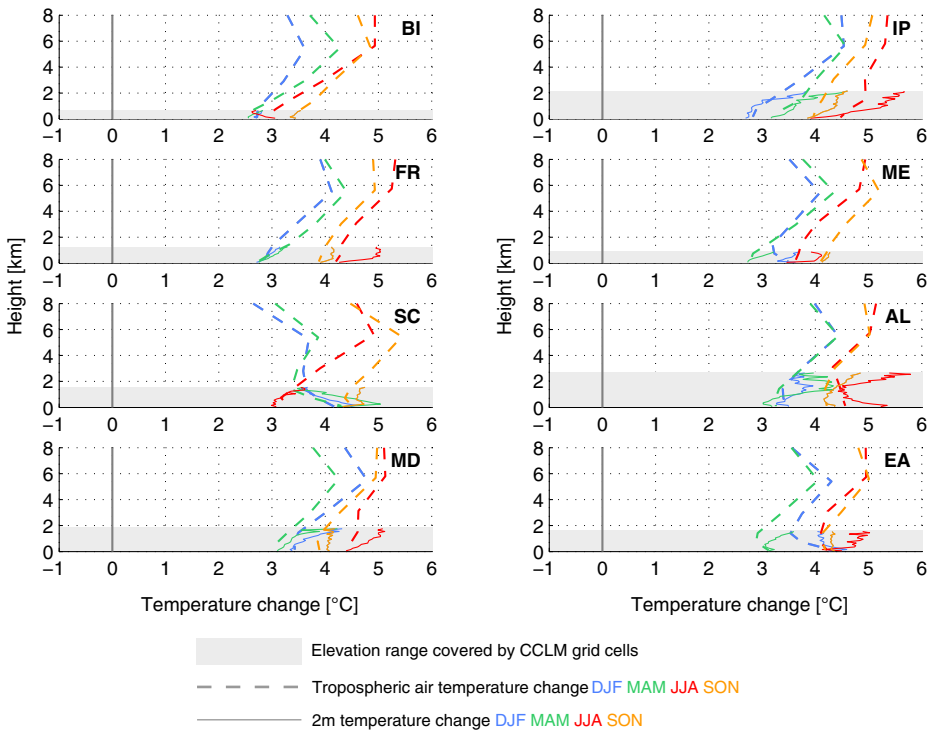 8
6
4
2
0
BI
−1 0 1 2 3 4 5 6
8
6
4
2
0
IP
−1 0 1 2 3 4 5 6
8
6
4
2
0
FR
−1 0 1 2 3 4 5 6
Height [km]
8
6
4
2
0
ME
−1 0 1 2 3 4 5 6
Height [km]
8
6
4
2
0
SC
−1 0 1 2 3 4 5 6
8
6
4
2
0
AL
−1 0 1 2 3 4 5 6
8
6
4
2
0
MD
−1 0 1 2 3 4 5 6
Temperature change [°C]
8
6
4
2
0
EA
−1 0 1 2 3 4 5 6
Temperature change [°C]
Elevation range covered by CCLM grid cells
Tropospheric air temperature change DJF MAM JJA SON
2m temperature change DJF MAM JJA SON